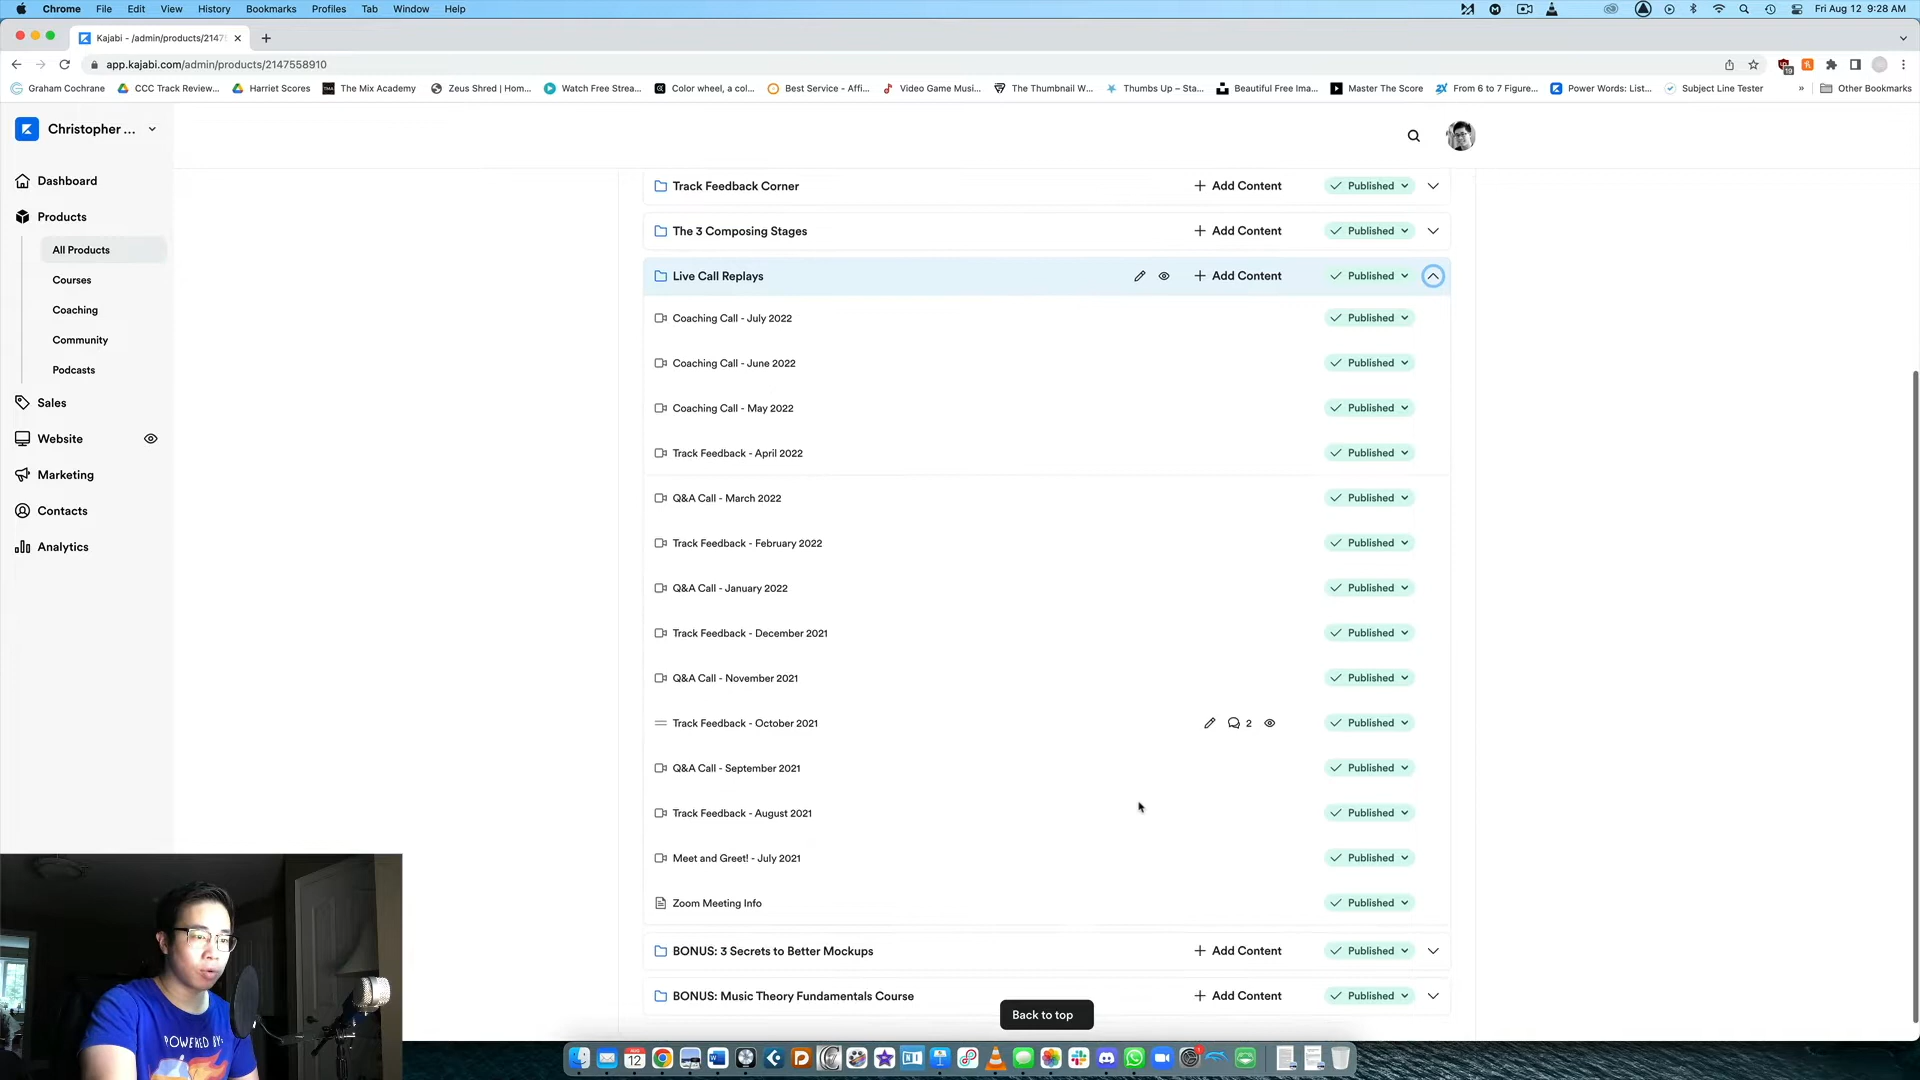 Chrome File Edit View History Bookmarks Profiles Tab Window Help Fri Aug 12 9:28 AM
Kajabi - /admin/products/2147
app.kajabi.com/admin/products/2147558910
Graham Cochrane CCC Track Review... Harriet Scores The Mix Academy Zeus Shred | Hom... Watch Free Strea... Color wheel, a col... Best Service - Affi... Video Game Musi... The Thumbnail W... Thumbs Up – Sta... Beautiful Free Ima... Master The Score From 6 to 7 Figure... Power Words: List... Subject Line Tester » Other Bookmarks
Christopher ...
Dashboard
Products
All Products
Courses
Coaching
Community
Podcasts
Sales
Website
Marketing
Contacts
Analytics
Track Feedback Corner + Add Content Published
The 3 Composing Stages + Add Content Published
Live Call Replays + Add Content Published
Coaching Call - July 2022 Published
Coaching Call - June 2022 Published
Coaching Call - May 2022 Published
Track Feedback - April 2022 Published
Q&A Call - March 2022 Published
Track Feedback - February 2022 Published
Q&A Call - January 2022 Published
Track Feedback - December 2021 Published
Q&A Call - November 2021 Published
Track Feedback - October 2021 2 Published
Q&A Call - September 2021 Published
Track Feedback - August 2021 Published
Meet and Greet! - July 2021 Published
Zoom Meeting Info Published
BONUS: 3 Secrets to Better Mockups + Add Content Published
BONUS: Music Theory Fundamentals Course + Add Content Published
Back to top
POWERED BY:
12